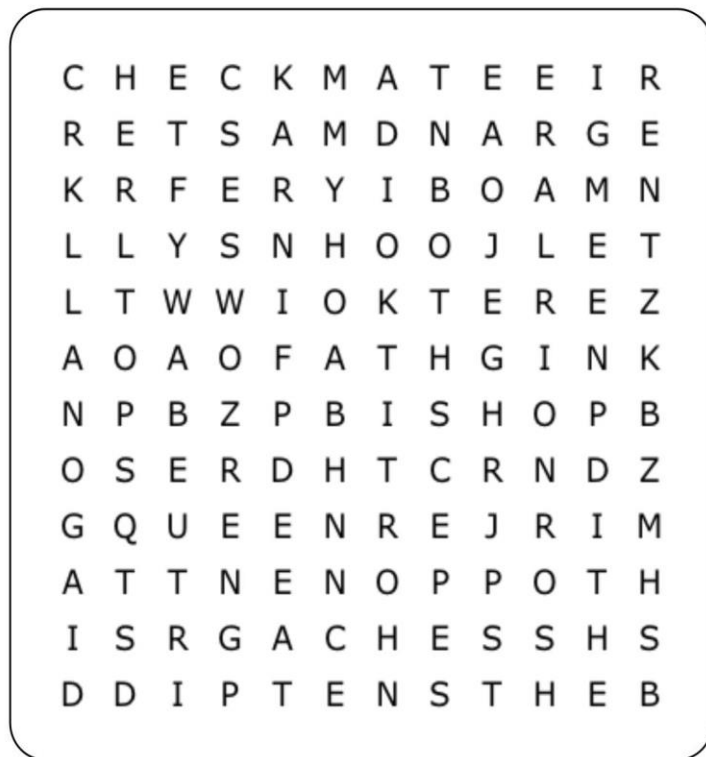 C H E C K M A T E E I R
R E T S A M D N A R G E
K R F E R Y I B O A M N
L L Y S N H O O J L E T
L T W W I O K T E R E Z
A O A O F A T H G I N K
N P B Z P B I S H O P B
O S E R D H T C R N D Z
G Q U E E N R E J R I M
A T T N E N O P P O T H
I S R G A C H E S S H S
D D I P T E N S T H E B